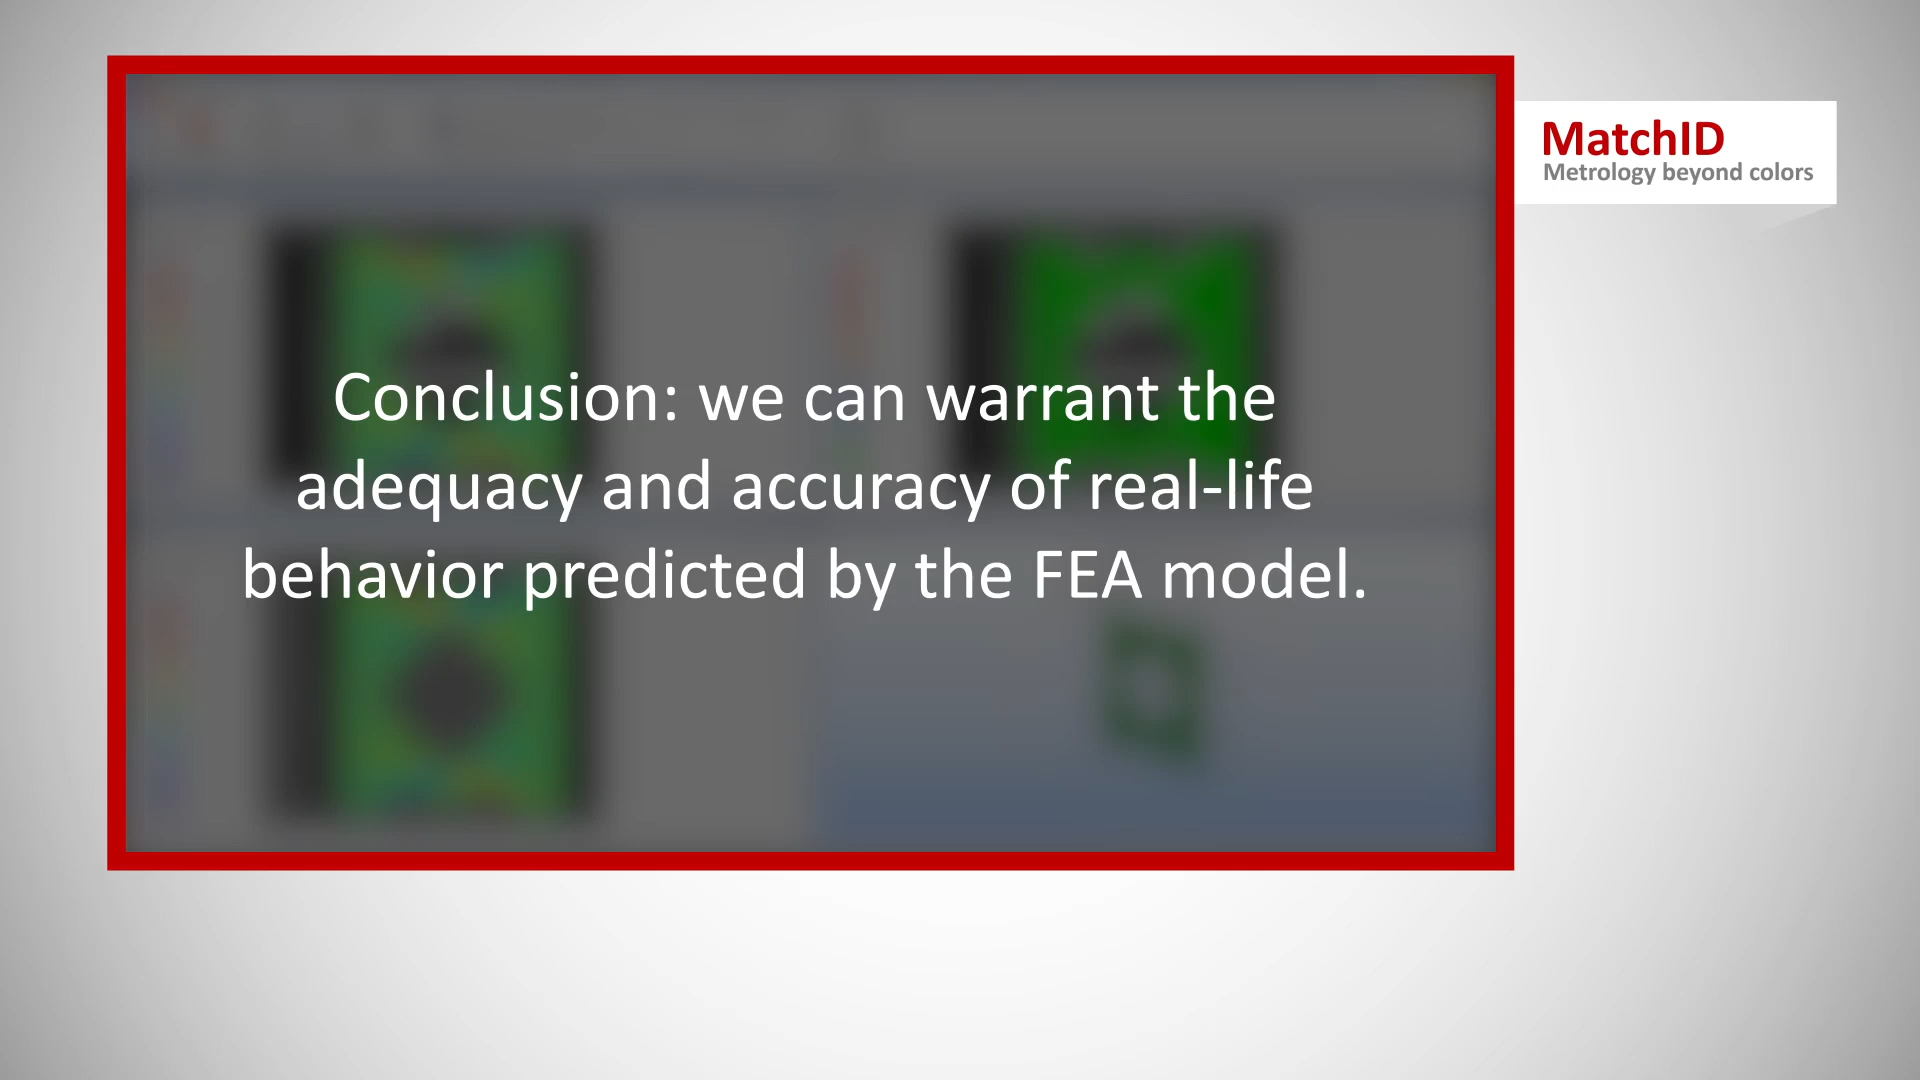 MatchID
Metrology beyond colors
Conclusion: we can warrant the
adequacy and accuracy of real-life
behavior predicted by the FEA model.